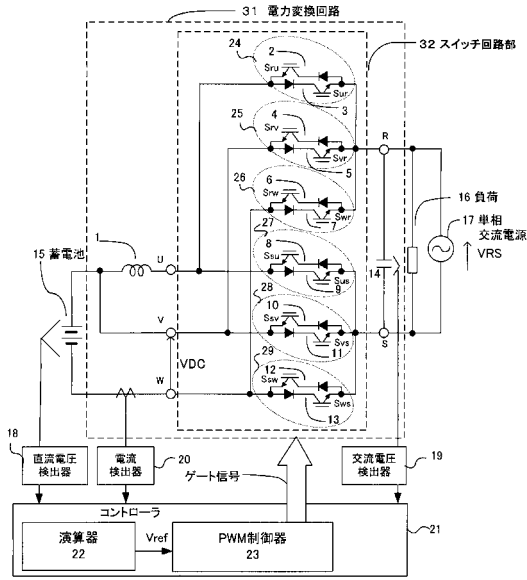 31 電力変換回路
32 スイッチ回路部
24
2
Sru
Sur
3
25
4
Srv
Svr
5
R
26
6
Srw
Swr
7
16 負荷
17 単相
交流電源
VRS
27
8
Ssu
Sus
9
14
15 蓄電池
1
U
28
10
Ssv
Svs
11
V
S
VDC
29
12
Ssw
Sws
13
W
18
直流電圧
検出器
電流
検出器
20
ゲート信号
交流電圧
検出器
19
コントローラ
21
演算器
22
Vref
PWM制御器
23